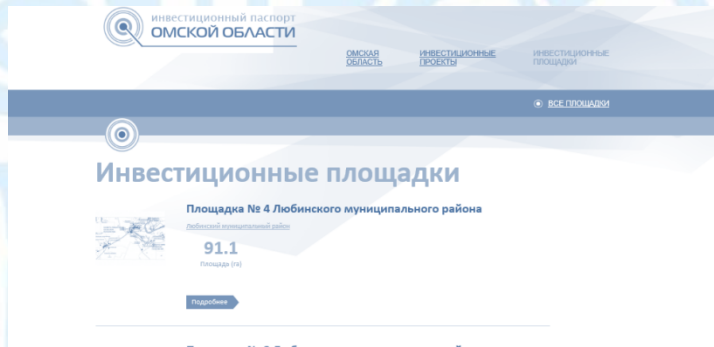 инвестиционный паспорт
ОМСКОЙ ОБЛАСТИ
ОМСКАЯ
ОБЛАСТЬ
ИНВЕСТИЦИОННЫЕ
ПРОЕКТЫ
ИНВЕСТИЦИОННЫЕ
ПЛОЩАДКИ
ВСЕ ПЛОЩАДКИ
Инвестиционные площадки
Площадка № 4 Любинского муниципального района
Любинский муниципальный район
91.1
Площадь (га)
Подробнее